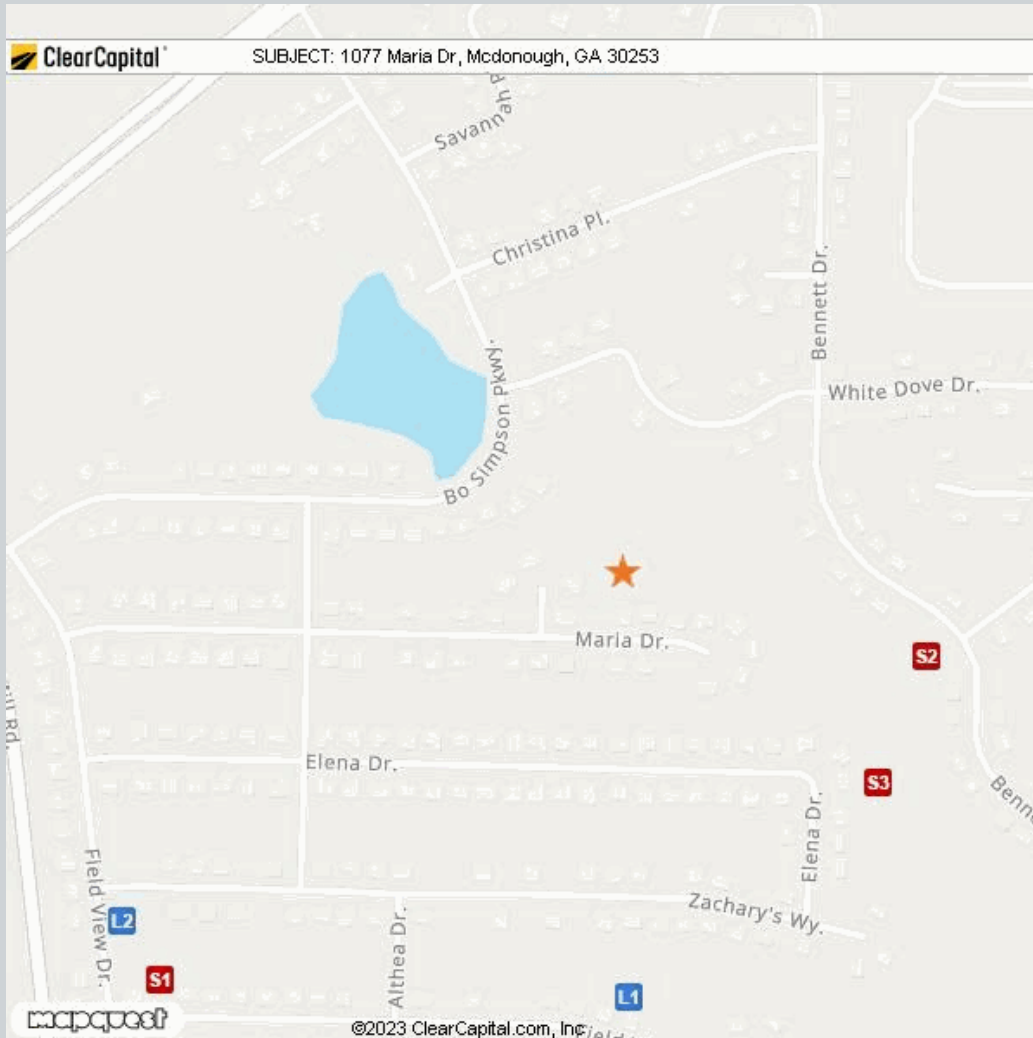 ClearCapital
SUBJECT: 1077 Maria Dr, Mcdonough, GA 30253
Savannah P
Christina Pl.
Bennett Dr.
White Dove Dr.
Bo Simpson Pkwy.
Maria Dr.
S2
Rd.
Elena Dr.
S3
Elena Dr.
Field View Dr.
L2
Zachary's Wy.
Althea Dr.
S1
L1
mapquest
©2023 ClearCapital.com, Inc